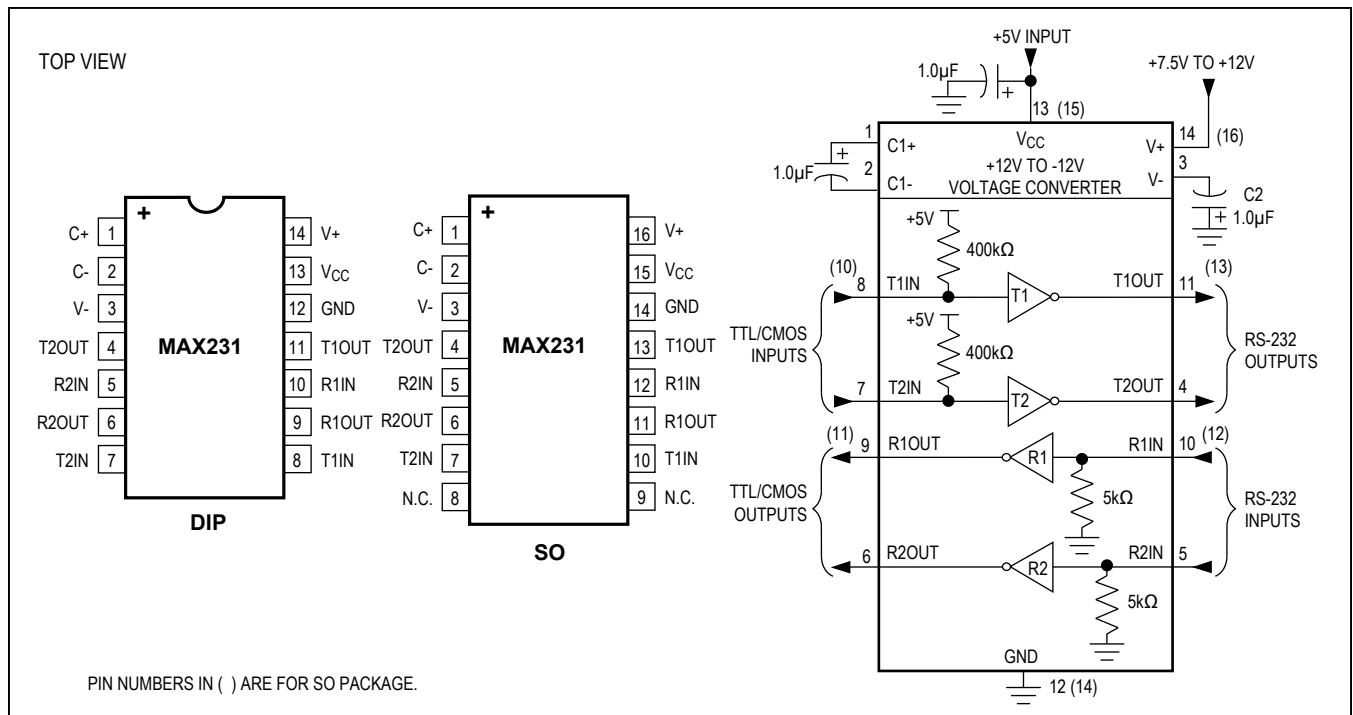 TOP VIEW
DIP
C+ 1
C- 2
V- 3
T2OUT 4
R2IN 5
R2OUT 6
T2IN 7
+
MAX231
14 V+
13 VCC
12 GND
11 T1OUT
10 R1IN
9 R1OUT
8 T1IN
SO
C+ 1
C- 2
V- 3
T2OUT 4
R2IN 5
R2OUT 6
T2IN 7
N.C. 8
+
MAX231
16 V+
15 VCC
14 GND
13 T1OUT
12 R1IN
11 R1OUT
10 T1IN
9 N.C.
+5V INPUT
1.0µF
+
+7.5V TO +12V
13 (15)
VCC
1
C1+
+
1.0µF
2
C1-
+12V TO -12V
VOLTAGE CONVERTER
V+
14 (16)
V-
3
C2
+
1.0µF
+5V
400kΩ
(10)
8 T1IN
T1
T1OUT 11
(13)
+5V
400kΩ
TTL/CMOS
INPUTS
RS-232
OUTPUTS
7 T2IN
T2
T2OUT 4
(11)
9 R1OUT
R1
R1IN 10
(12)
5kΩ
TTL/CMOS
OUTPUTS
RS-232
INPUTS
6 R2OUT
R2
R2IN 5
5kΩ
GND
12 (14)
PIN NUMBERS IN ( ) ARE FOR SO PACKAGE.